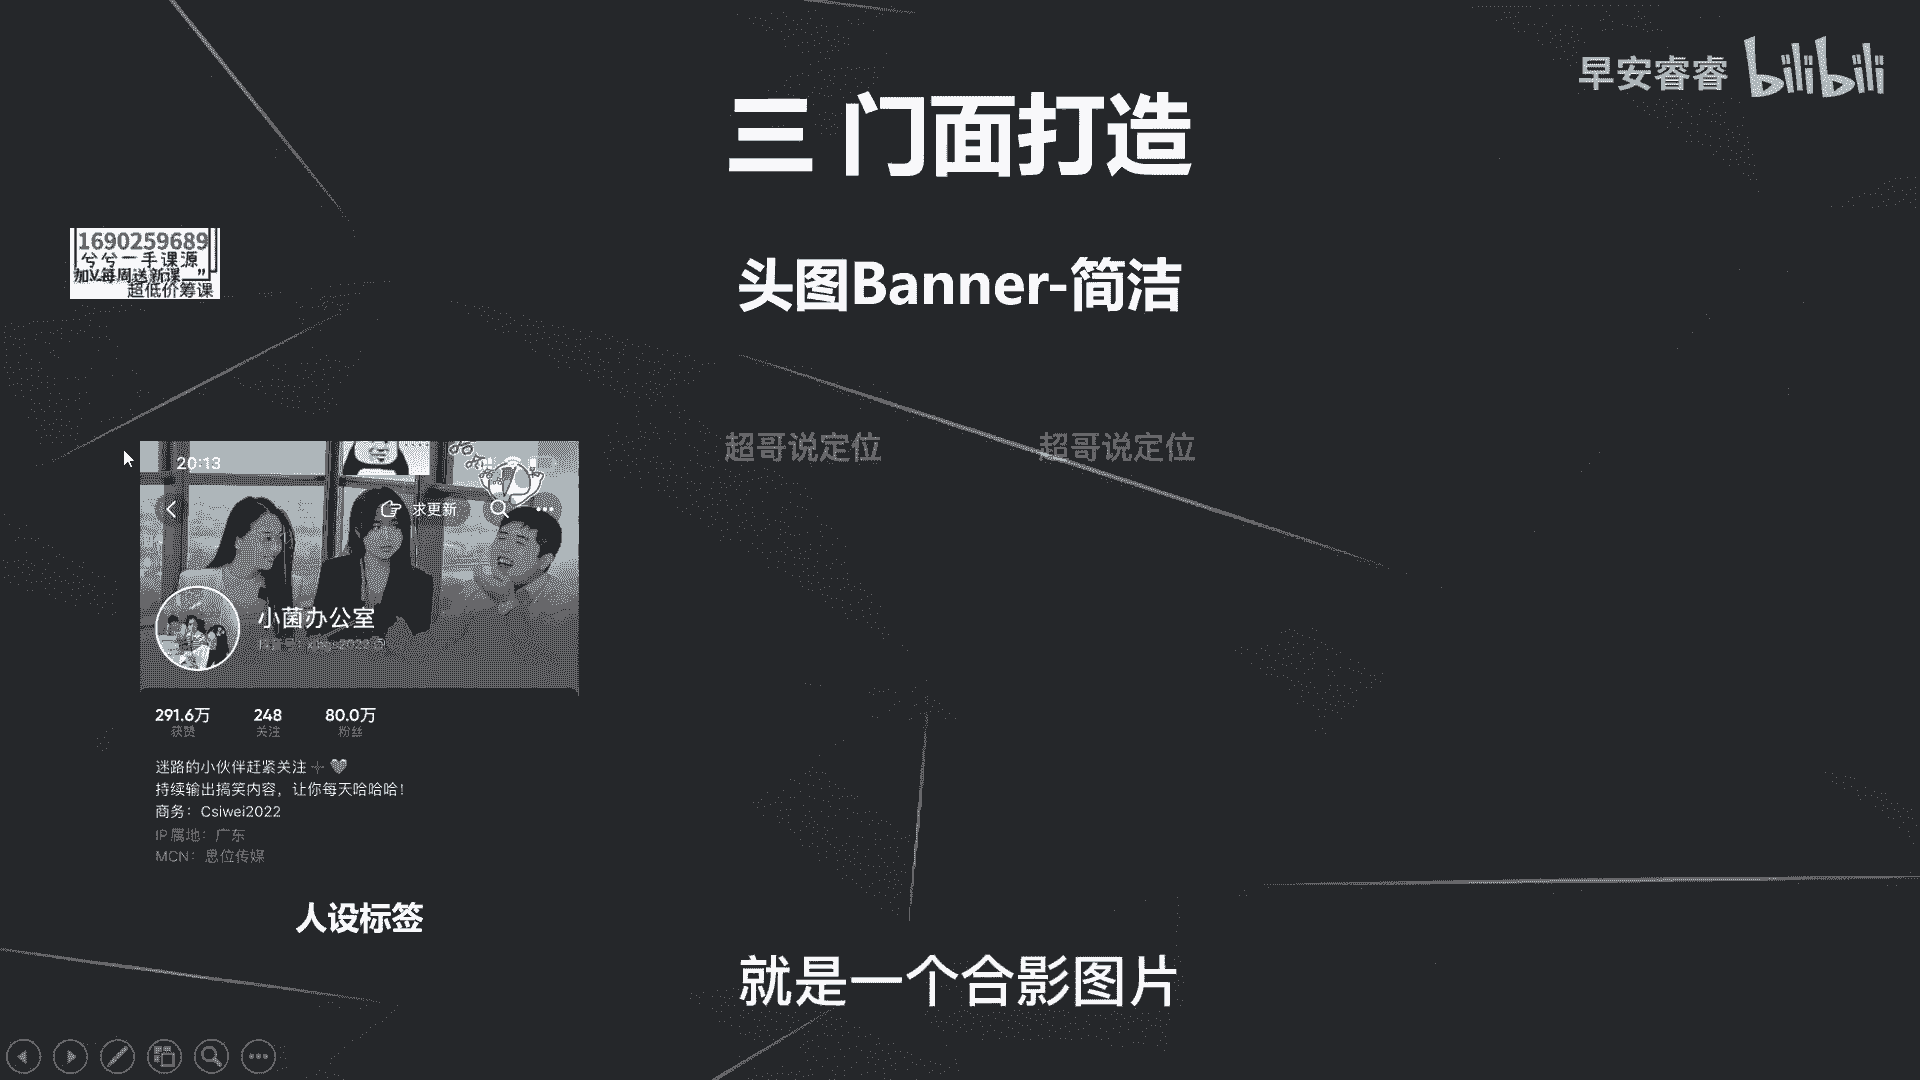 早安睿睿 bilibili
三 门面打造
1690259689
兮兮一手课源
加V每周送新课
超低价筹课
头图Banner-简洁
超哥说定位 超哥说定位
20:13
求更新
小菌办公室
291.6万 248 80.0万
获赞 关注 粉丝
迷路的小伙伴赶紧关注
持续输出搞笑内容，让你每天哈哈哈！
商务：Csiwei2022
IP 属地：广东
MCN：思位传媒
人设标签
就是一个合影图片